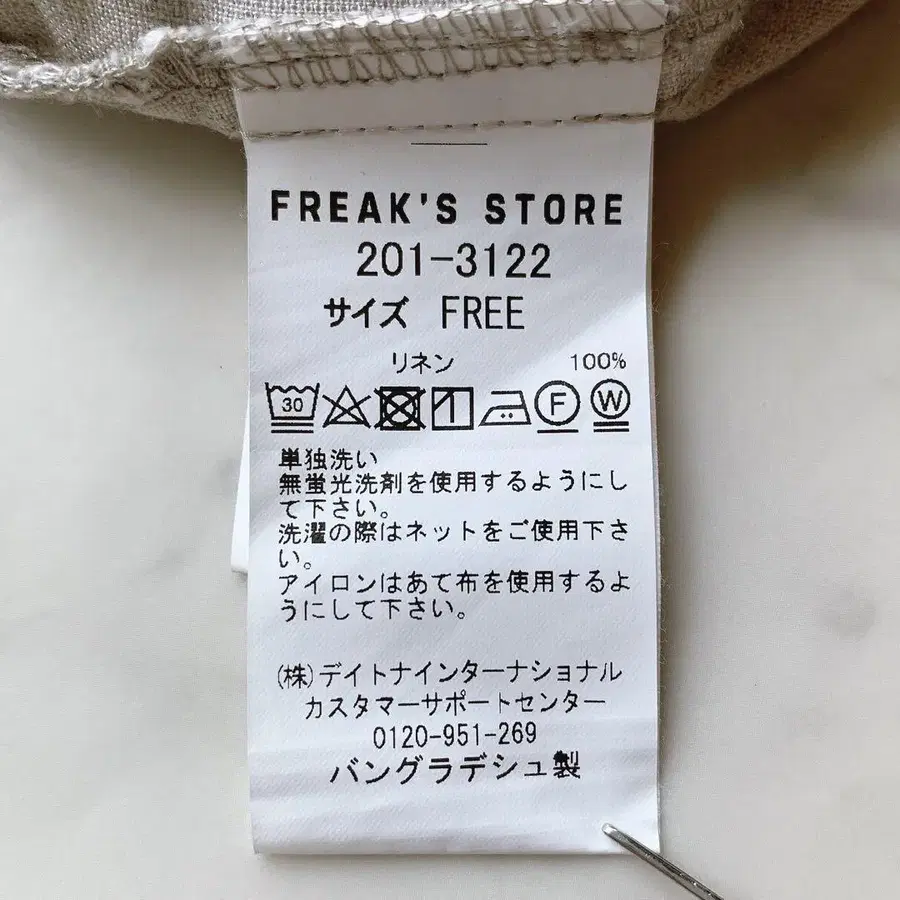 FREAK'S STORE
201-3122
サイズ FREE
リネン 100%
30 F W
単独洗い
無蛍光洗剤を使用するようにし
て下さい。
洗濯の際はネットをご使用下さ
い。
アイロンはあて布を使用するよ
うにして下さい。
(株)デイトナインターナショナル
カスタマーサポートセンター
0120-951-269
バングラデシュ製